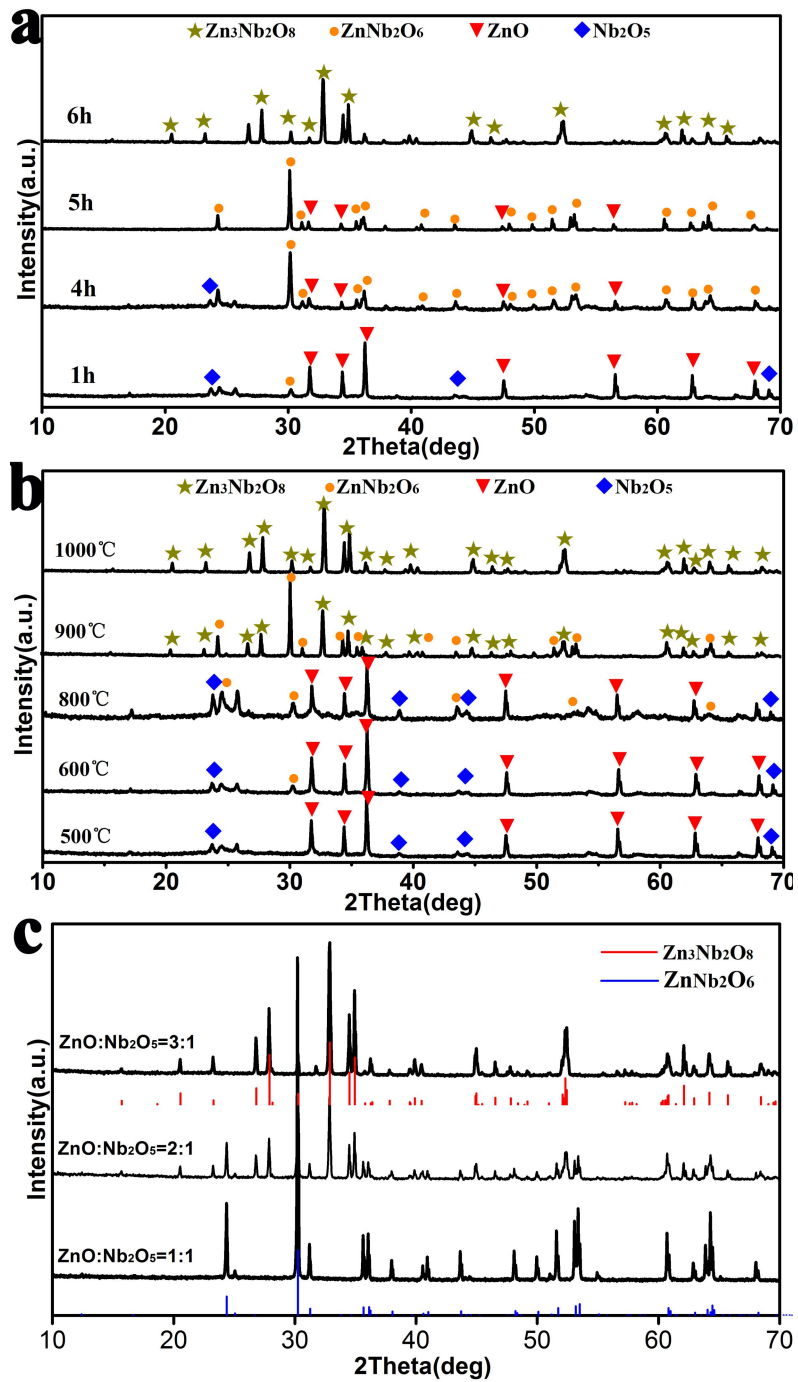 a
Zn₃Nb₂O₈ ZnNb₂O₆ ZnO Nb₂O₅
6h
5h
4h
1h
Intensity(a.u.)
10 20 30 40 50 60 70
2Theta(deg)
b
Zn₃Nb₂O₈ ZnNb₂O₆ ZnO Nb₂O₅
1000℃
900℃
800℃
600℃
500℃
Intensity(a.u.)
10 20 30 40 50 60 70
2Theta(deg)
c
Zn₃Nb₂O₈
ZnNb₂O₆
ZnO:Nb₂O₅=3:1
ZnO:Nb₂O₅=2:1
ZnO:Nb₂O₅=1:1
Intensity(a.u.)
10 20 30 40 50 60 70
2Theta(deg)